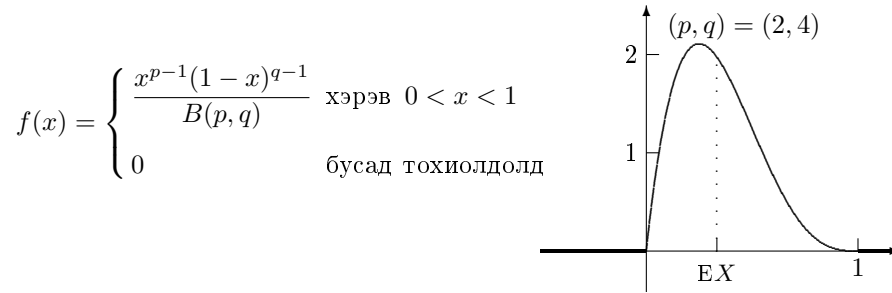 f(x) = { x^{p−1}(1 − x)^{q−1} / B(p, q) хэрэв 0 < x < 1
0 бусад тохиолдолд
(p, q) = (2, 4)
2
1
EX
1